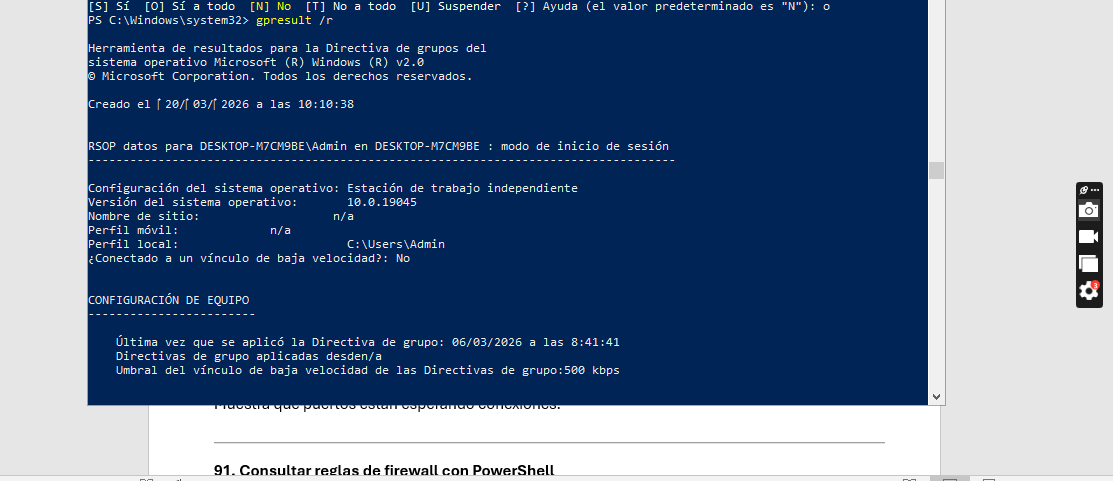 [S] Sí  [O] Sí a todo  [N] No  [T] No a todo  [U] Suspender  [?] Ayuda (el valor predeterminado es "N"): o
PS C:\Windows\system32> gpresult /r
Herramienta de resultados para la Directiva de grupos del
sistema operativo Microsoft (R) Windows (R) v2.0
© Microsoft Corporation. Todos los derechos reservados.
Creado el 20/ 03/ 2026 a las 10:10:38
RSOP datos para DESKTOP-M7CM9BE\Admin en DESKTOP-M7CM9BE : modo de inicio de sesión
------------------------------------------------------------------------------------
Configuración del sistema operativo: Estación de trabajo independiente
Versión del sistema operativo:       10.0.19045
Nombre de sitio:                   n/a
Perfil móvil:             n/a
Perfil local:                        C:\Users\Admin
¿Conectado a un vínculo de baja velocidad?: No
CONFIGURACIÓN DE EQUIPO
------------------------
Última vez que se aplicó la Directiva de grupo: 06/03/2026 a las 8:41:41
Directivas de grupo aplicadas desden/a
Umbral del vínculo de baja velocidad de las Directivas de grupo:500 kbps
Muestra qué puertos están esperando conexiones.
91. Consultar reglas de firewall con PowerShell
3